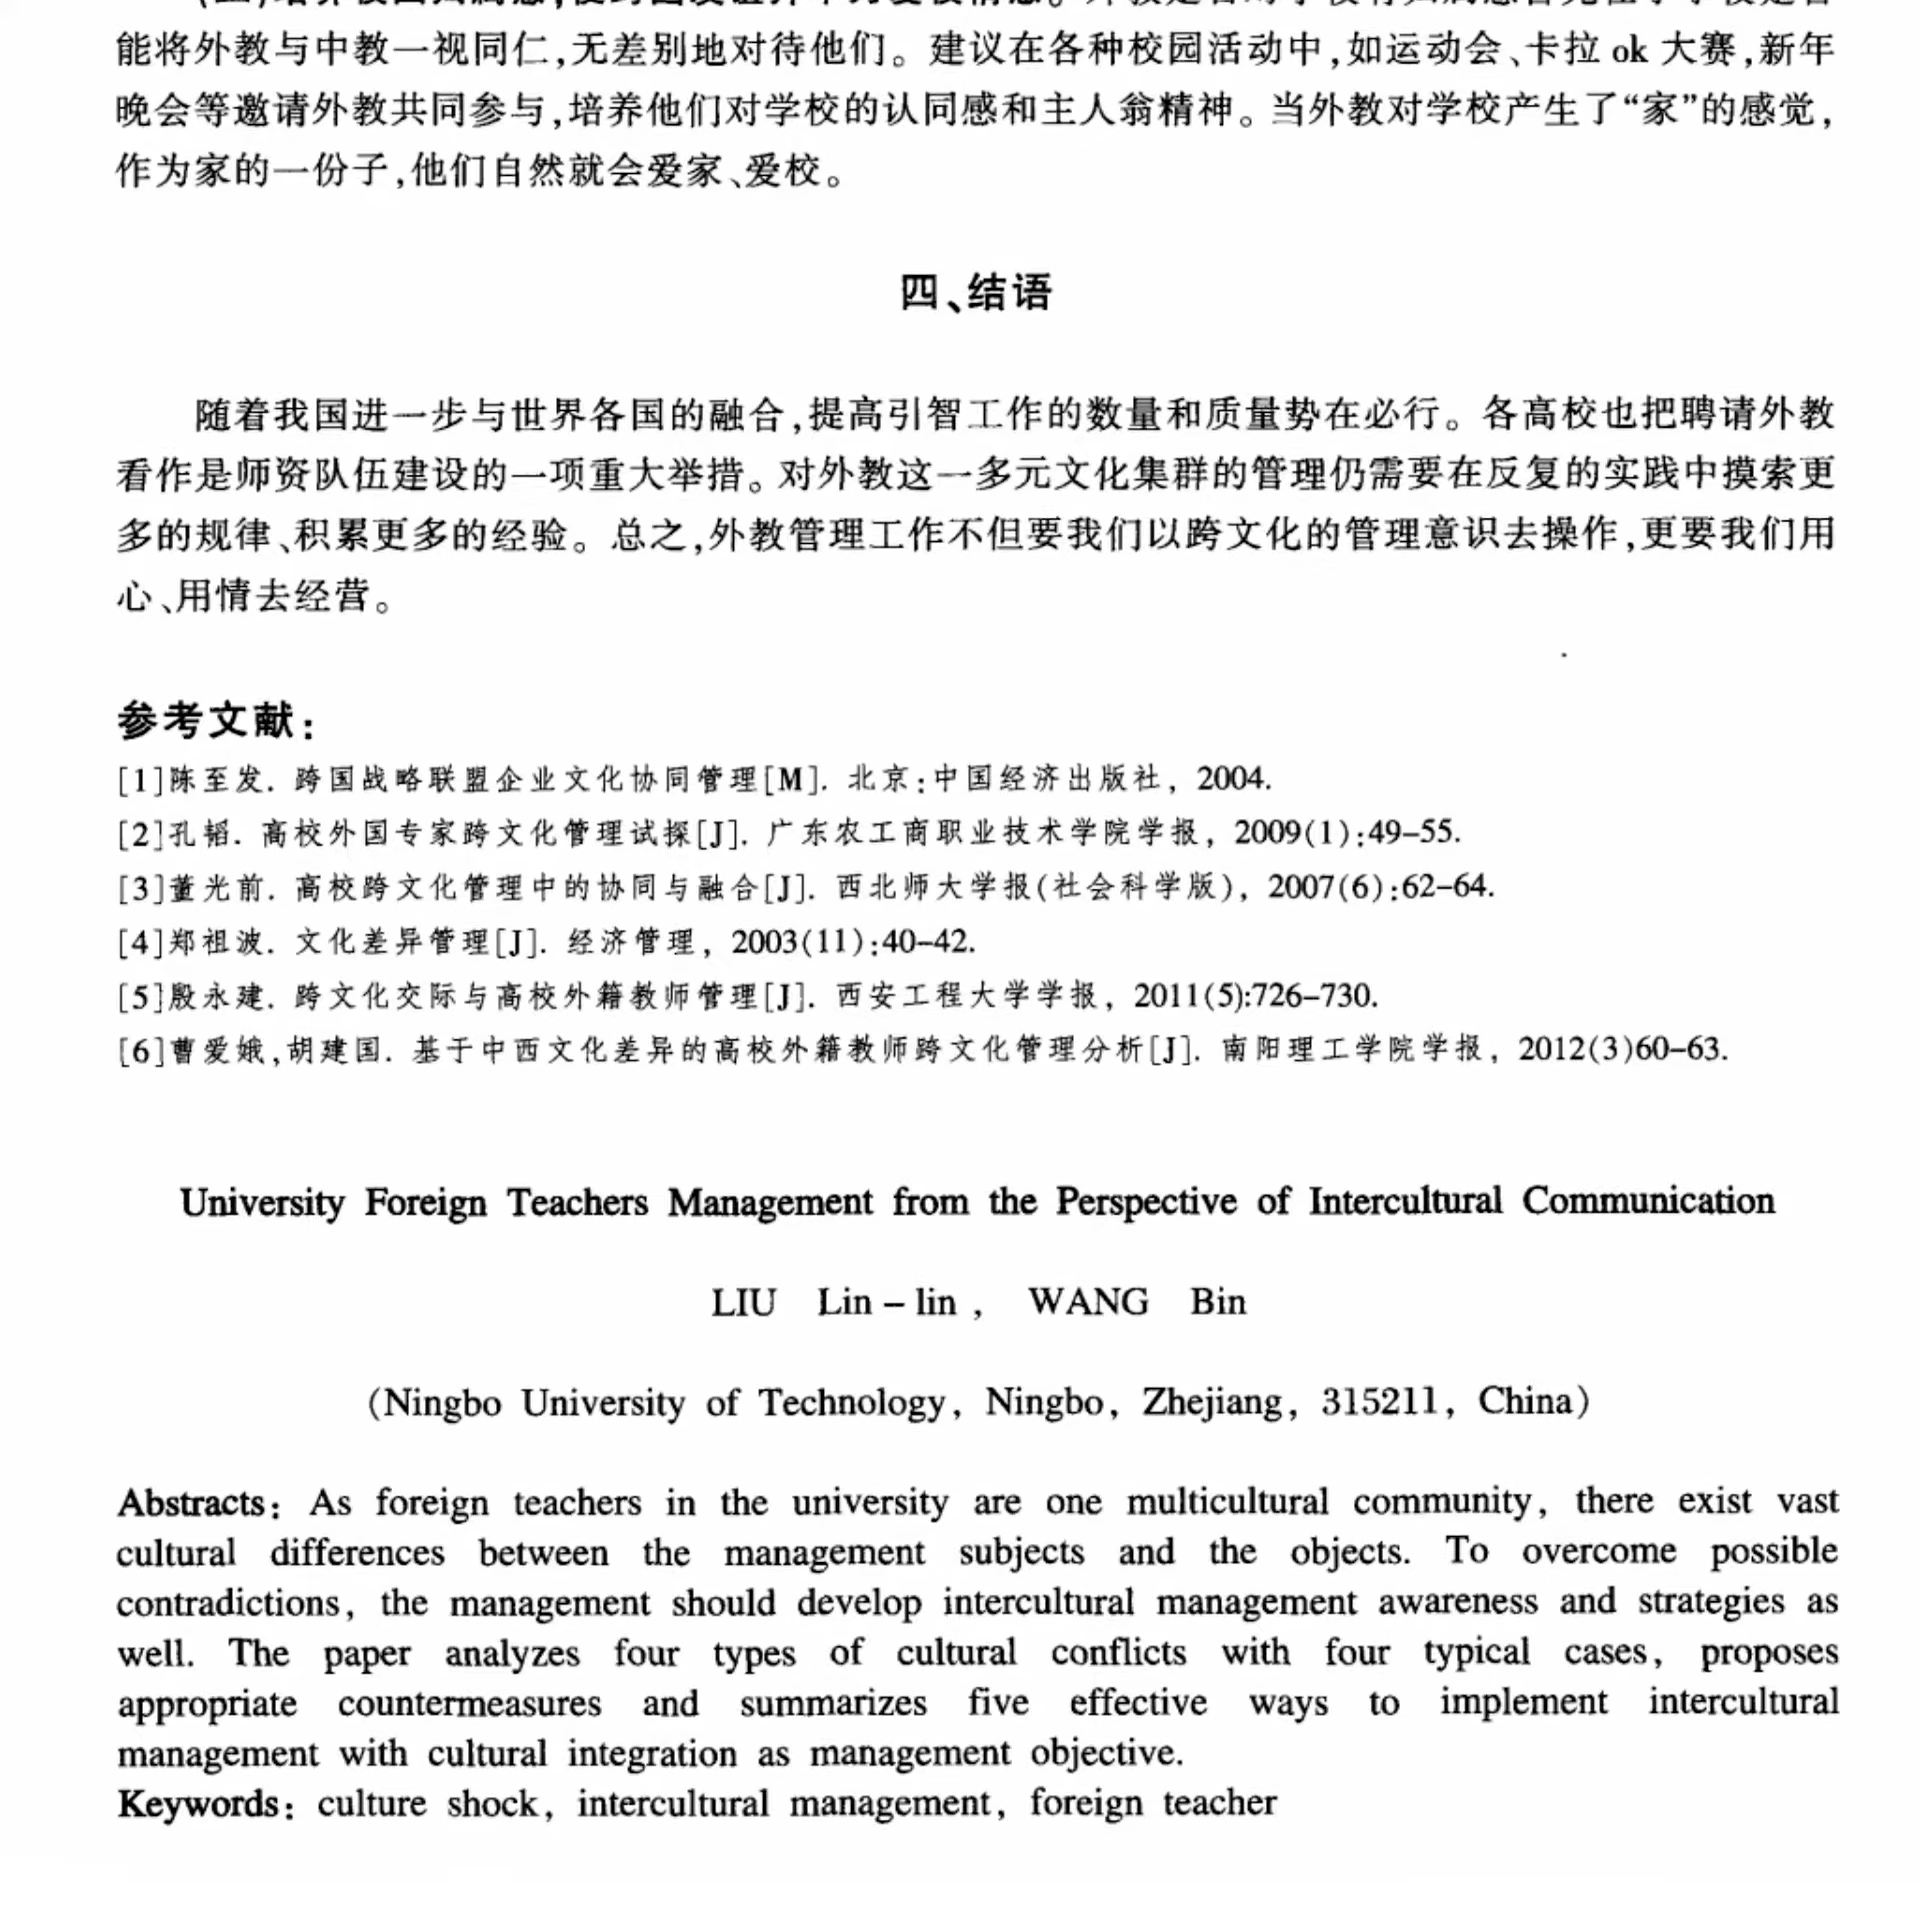 能将外教与中教一视同仁,无差别地对待他们。建议在各种校园活动中,如运动会、卡拉 ok 大赛,新年
晚会等邀请外教共同参与,培养他们对学校的认同感和主人翁精神。当外教对学校产生了“家”的感觉,
作为家的一份子,他们自然就会爱家、爱校。
四、结语
随着我国进一步与世界各国的融合,提高引智工作的数量和质量势在必行。各高校也把聘请外教
看作是师资队伍建设的一项重大举措。对外教这一多元文化集群的管理仍需要在反复的实践中摸索更
多的规律、积累更多的经验。总之,外教管理工作不但要我们以跨文化的管理意识去操作,更要我们用
心、用情去经营。
参考文献:
[1]陈至发. 跨国战略联盟企业文化协同管理[M]. 北京:中国经济出版社, 2004.
[2]孔韬. 高校外国专家跨文化管理试探[J]. 广东农工商职业技术学院学报, 2009(1):49-55.
[3]董光前. 高校跨文化管理中的协同与融合[J]. 西北师大学报(社会科学版), 2007(6):62-64.
[4]郑祖波. 文化差异管理[J]. 经济管理, 2003(11):40-42.
[5]殷永建. 跨文化交际与高校外籍教师管理[J]. 西安工程大学学报, 2011(5):726-730.
[6]曹爱娥,胡建国. 基于中西文化差异的高校外籍教师跨文化管理分析[J]. 南阳理工学院学报, 2012(3)60-63.
University Foreign Teachers Management from the Perspective of Intercultural Communication
LIU Lin-lin, WANG Bin
(Ningbo University of Technology, Ningbo, Zhejiang, 315211, China)
Abstracts: As foreign teachers in the university are one multicultural community, there exist vast
cultural differences between the management subjects and the objects. To overcome possible
contradictions, the management should develop intercultural management awareness and strategies as
well. The paper analyzes four types of cultural conflicts with four typical cases, proposes
appropriate countermeasures and summarizes five effective ways to implement intercultural
management with cultural integration as management objective.
Keywords: culture shock, intercultural management, foreign teacher